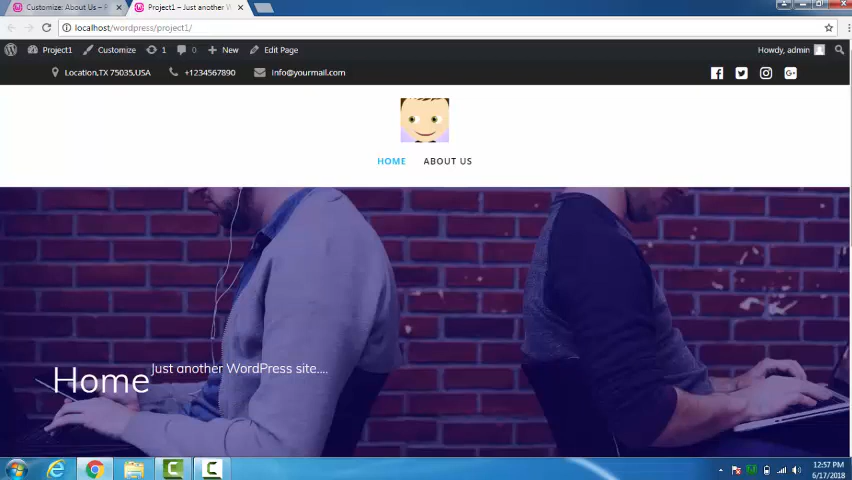 Customize: About Us – P
Project1 – Just another W
localhost/wordpress/project1/
Project1 Customize 1 0 New Edit Page Howdy, admin
Location,TX 75035,USA +1234567890 Info@yourmail.com
HOME ABOUT US
Home Just another WordPress site....
12:57 PM
6/17/2018